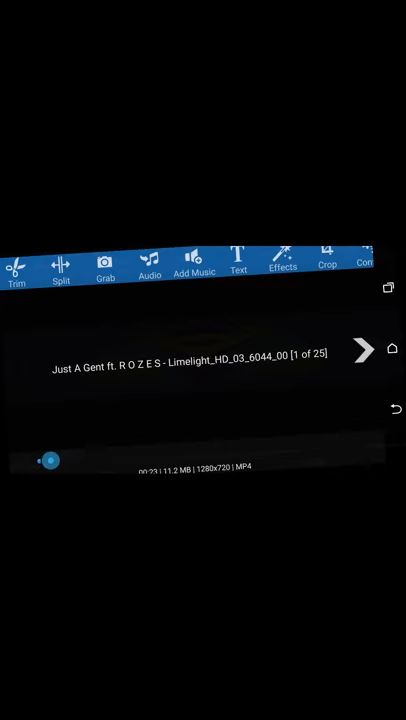 Trim Split Grab Audio Add Music Text Effects Crop Con
Just A Gent ft. R O Z E S - Limelight_HD_03_6044_00 [1 of 25]
00:23 | 11.2 MB | 1280x720 | MP4